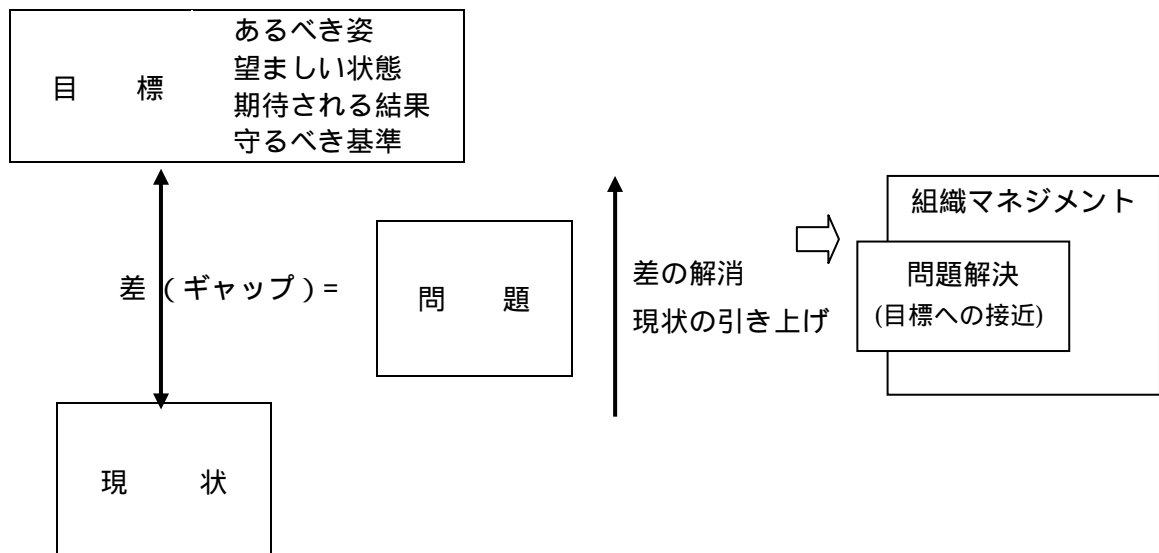 目　　標
あるべき姿
望ましい状態
期待される結果
守るべき基準
差（ギャップ）=
問　　題
差の解消
現状の引き上げ
組織マネジメント
問題解決
(目標への接近)
現　　　状